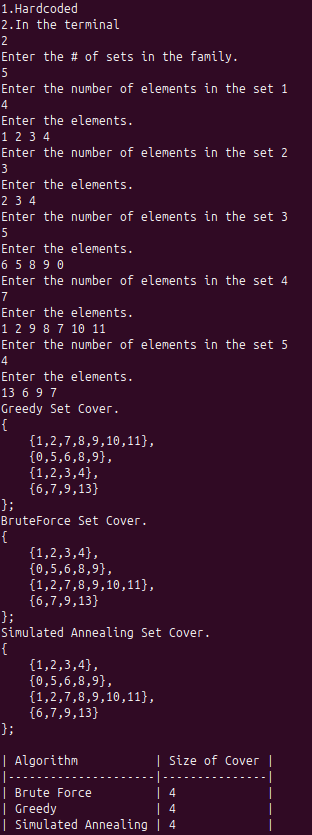 1.Hardcoded
2.In the terminal
2
Enter the # of sets in the family.
5
Enter the number of elements in the set 1
4
Enter the elements.
1 2 3 4
Enter the number of elements in the set 2
3
Enter the elements.
2 3 4
Enter the number of elements in the set 3
5
Enter the elements.
6 5 8 9 0
Enter the number of elements in the set 4
7
Enter the elements.
1 2 9 8 7 10 11
Enter the number of elements in the set 5
4
Enter the elements.
13 6 9 7
Greedy Set Cover.
{
    {1,2,7,8,9,10,11},
    {0,5,6,8,9},
    {1,2,3,4},
    {6,7,9,13}
};
BruteForce Set Cover.
{
    {1,2,3,4},
    {0,5,6,8,9},
    {1,2,7,8,9,10,11},
    {6,7,9,13}
};
Simulated Annealing Set Cover.
{
    {1,2,3,4},
    {0,5,6,8,9},
    {1,2,7,8,9,10,11},
    {6,7,9,13}
};
| Algorithm           | Size of Cover |
|---------------------|---------------|
| Brute Force         | 4             |
| Greedy              | 4             |
| Simulated Annealing | 4             |